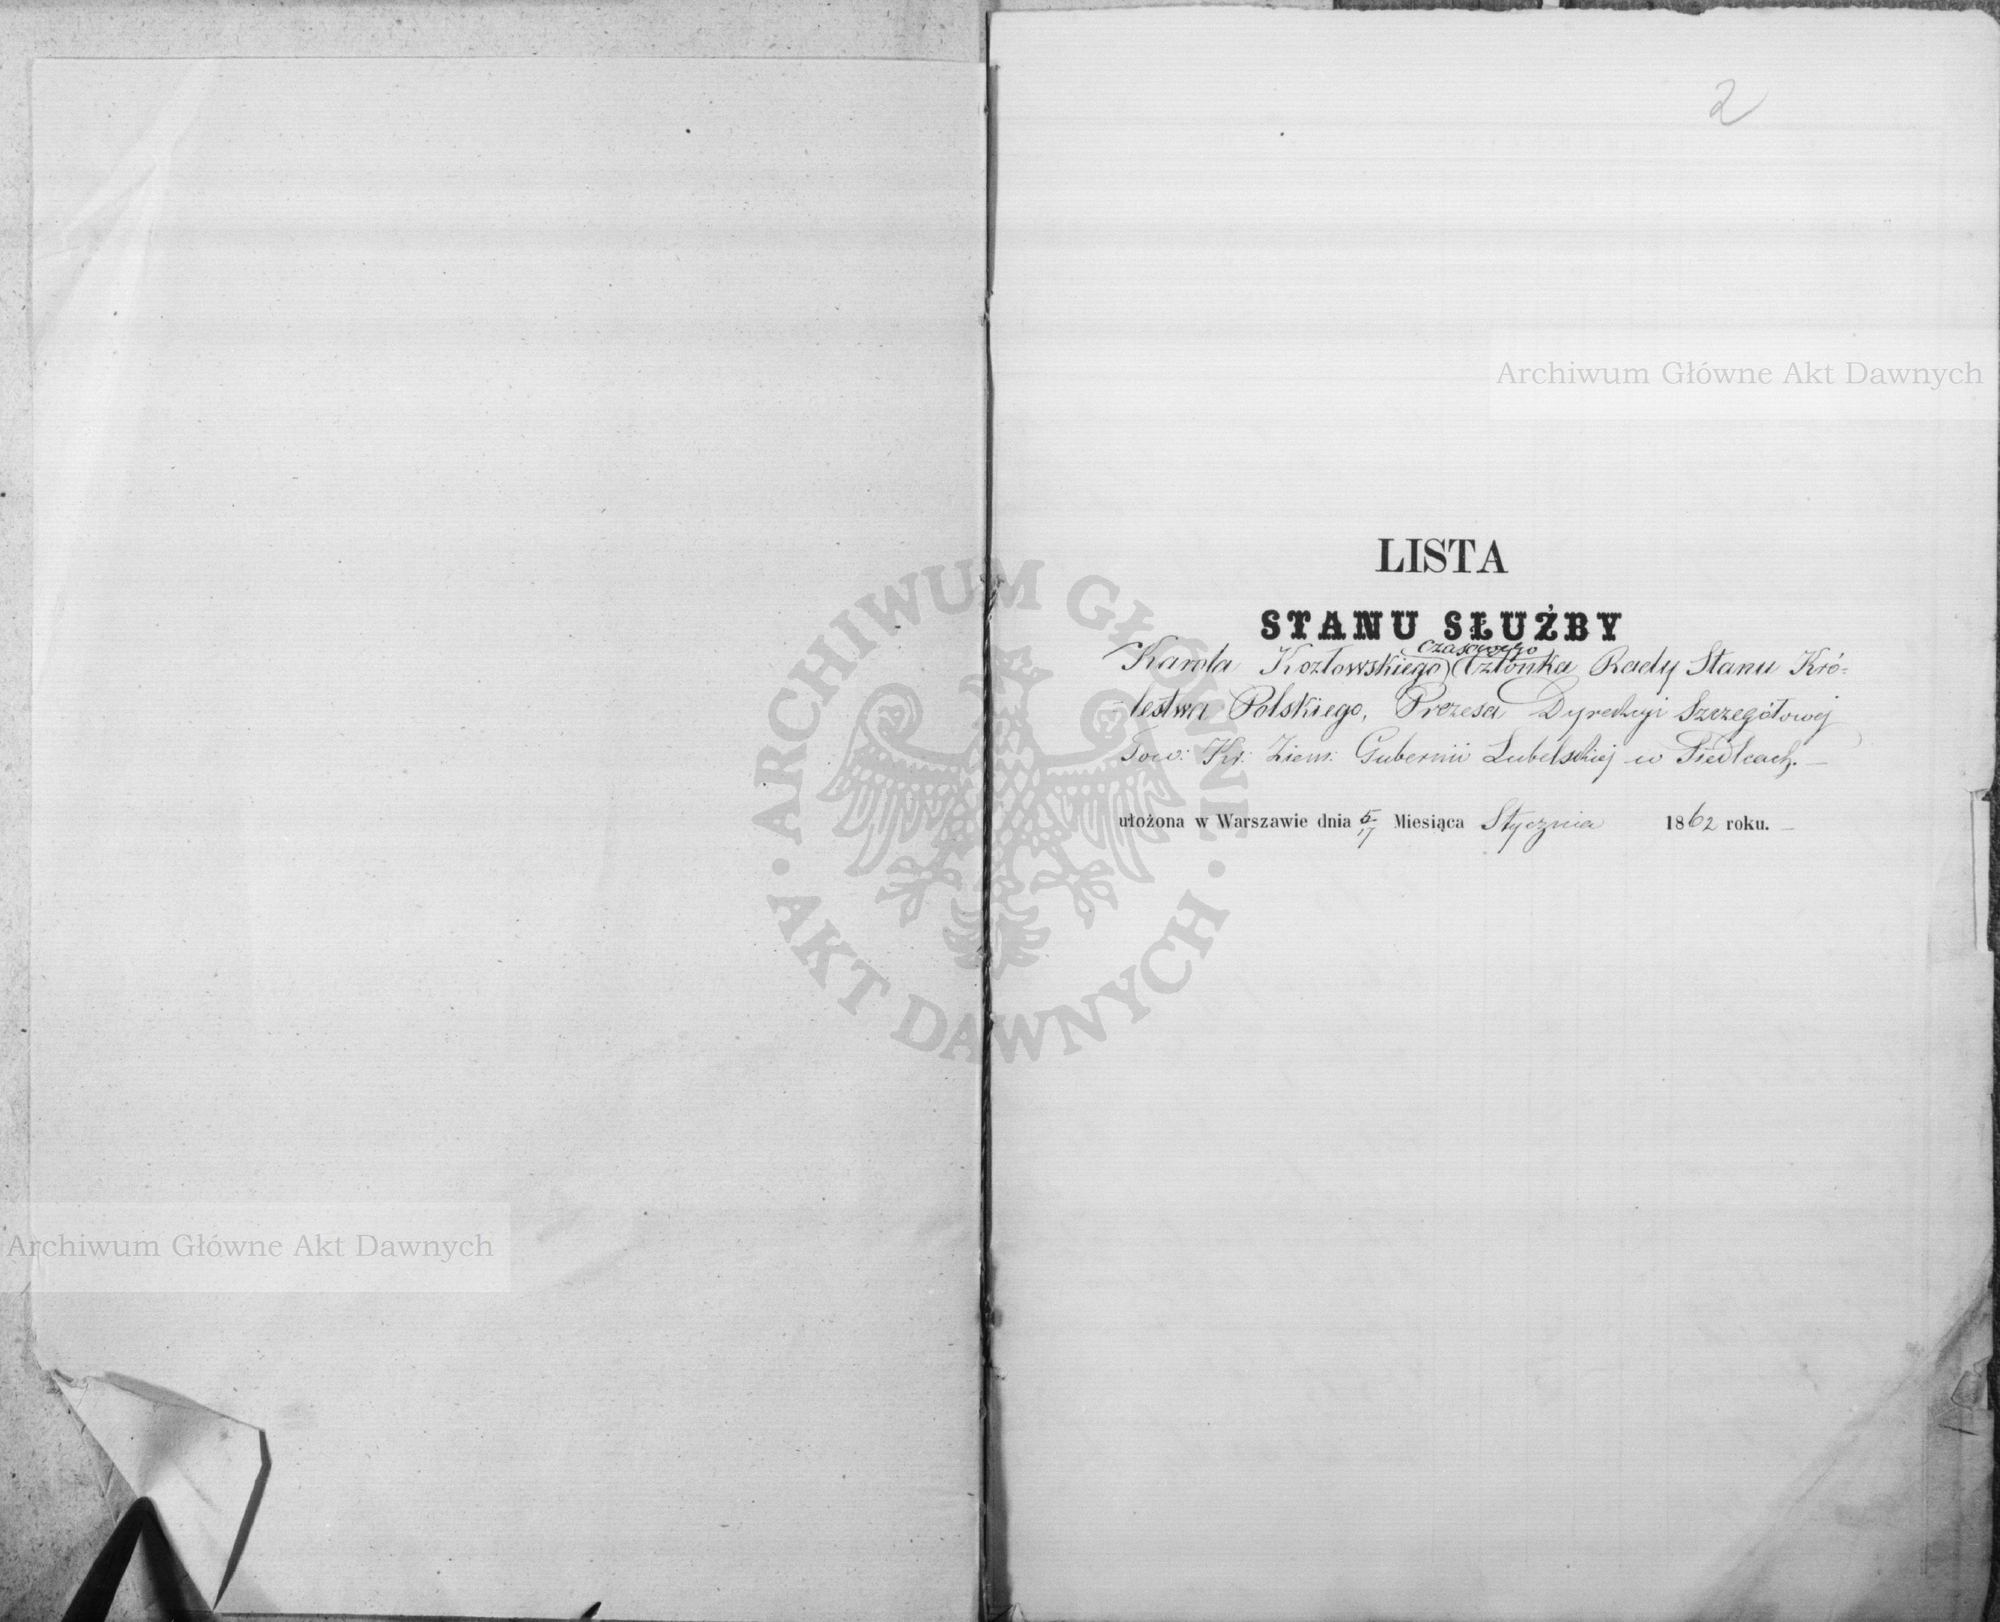 2
Archiwum Główne Akt Dawnych
LISTA
STANU SŁUŻBY
czasowego
Karola Kozłowskiego Członka Rady Stanu Kró-
lestwa Polskiego, Prezesa Dyrekcyi Szczegółowej
Tow: Kr: Ziem: Gubernii Lubelskiej w Siedlcach. —
ułożona w Warszawie dnia 5/17 Miesiąca Stycznia 1862 roku. —
ARCHIWUM GŁÓWNE • AKT DAWNYCH •
Archiwum Główne Akt Dawnych